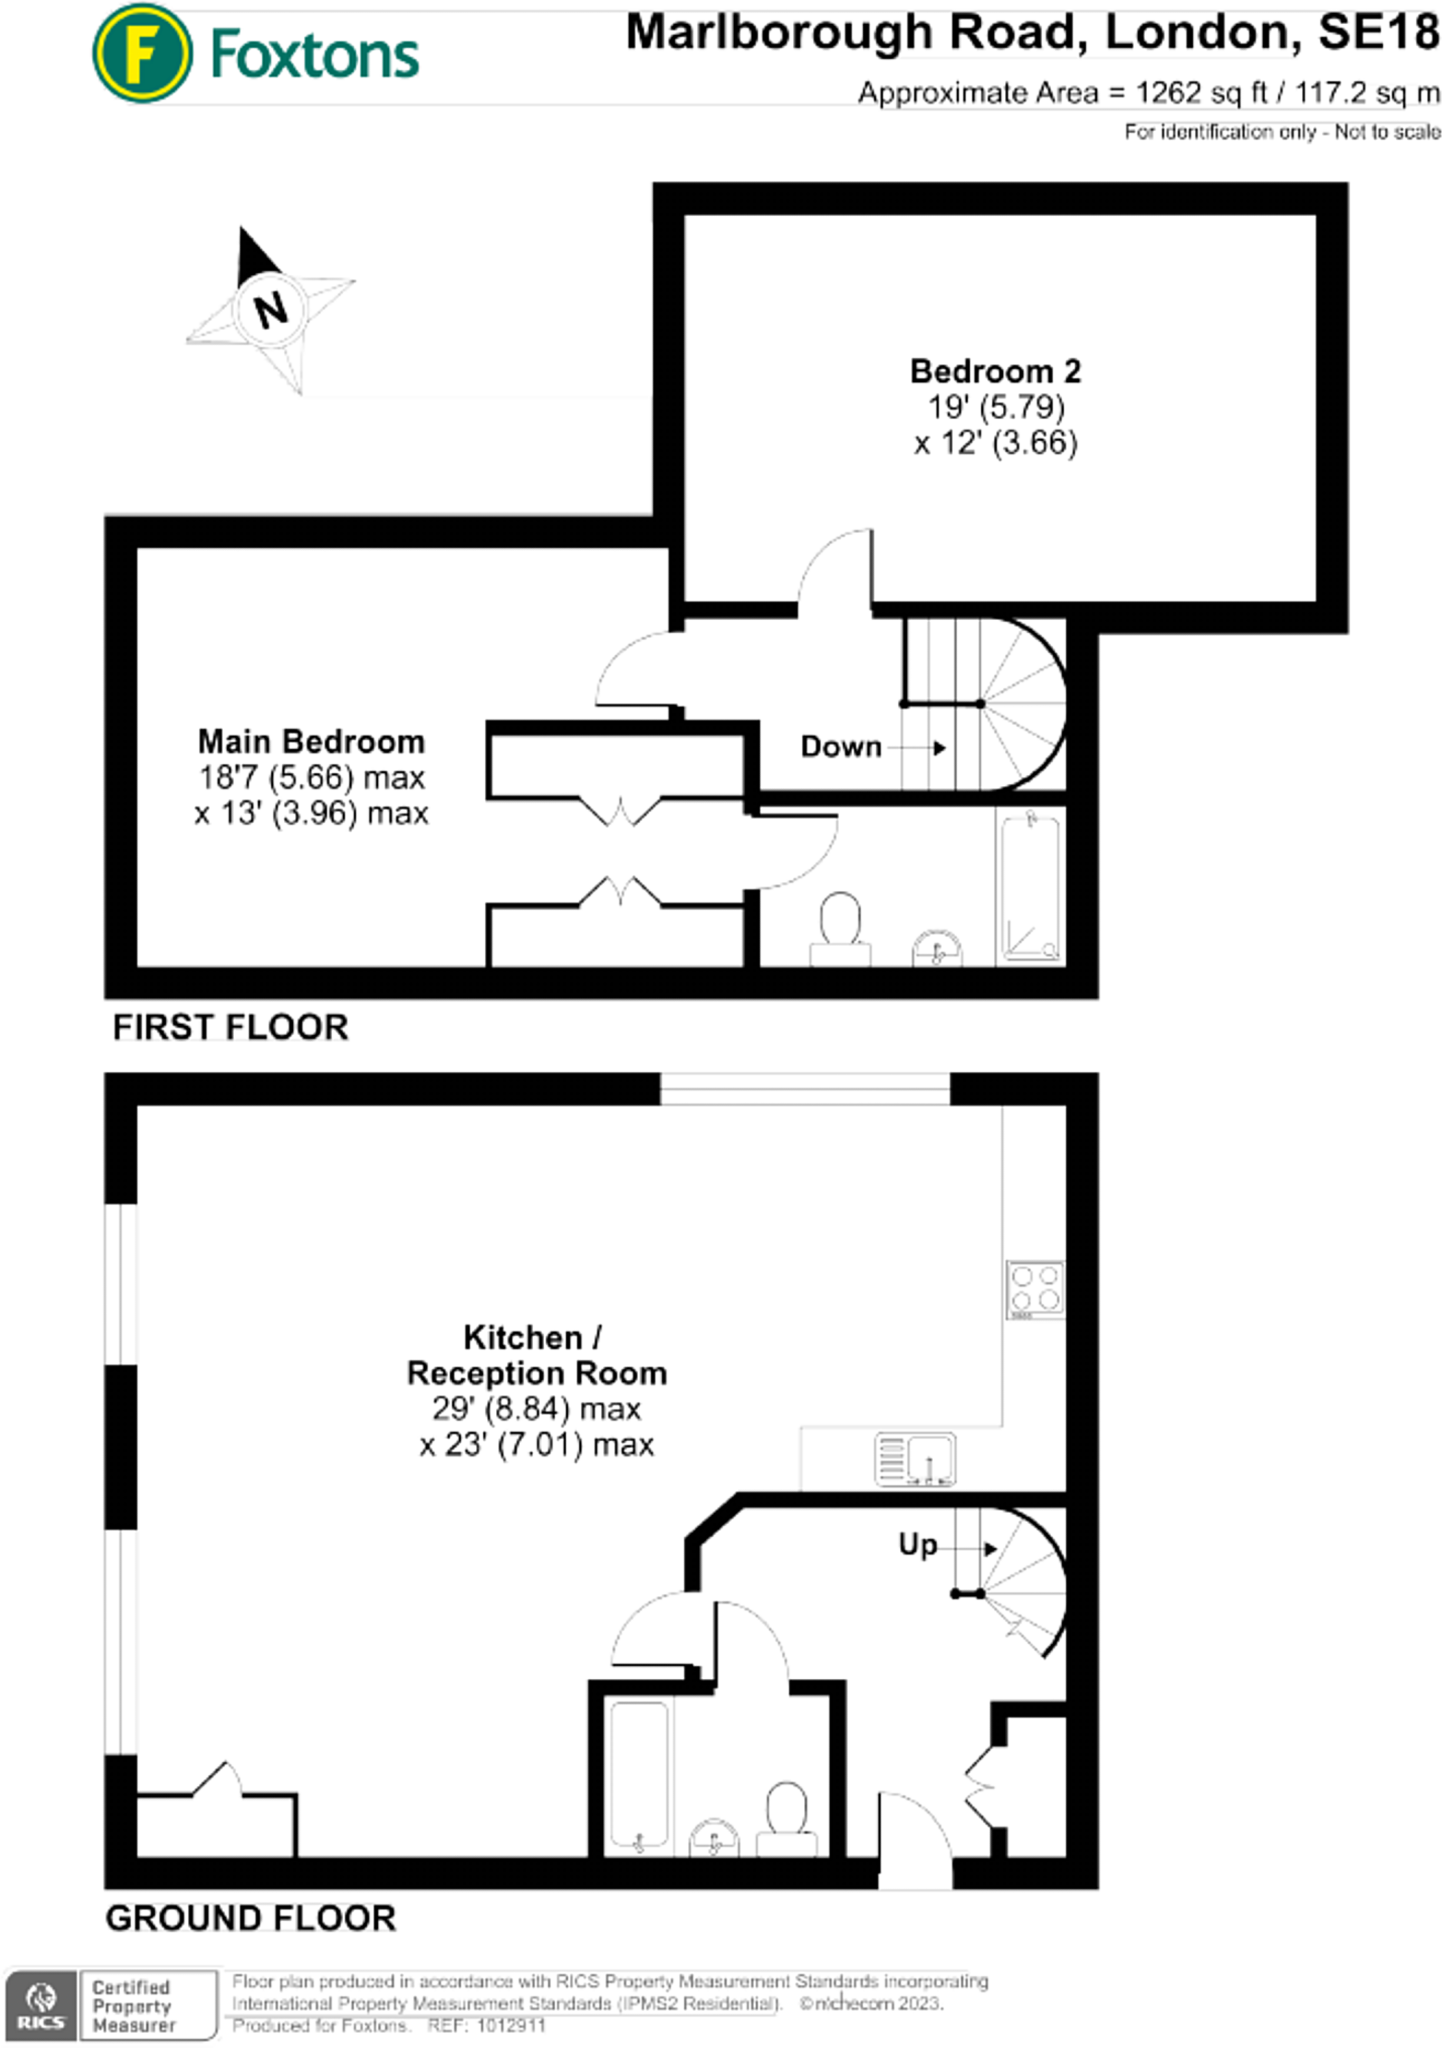 Foxtons
Marlborough Road, London, SE18
Approximate Area = 1262 sq ft / 117.2 sq m
For identification only - Not to scale
N
Bedroom 2
19' (5.79)
x 12' (3.66)
Main Bedroom
18'7 (5.66) max
x 13' (3.96) max
Down
FIRST FLOOR
Kitchen /
Reception Room
29' (8.84) max
x 23' (7.01) max
Up
GROUND FLOOR
RICS
Certified
Property
Measurer
Floor plan produced in accordance with RICS Property Measurement Standards incorporating
International Property Measurement Standards (IPMS2 Residential). © nichecom 2023.
Produced for Foxtons. REF: 1012911